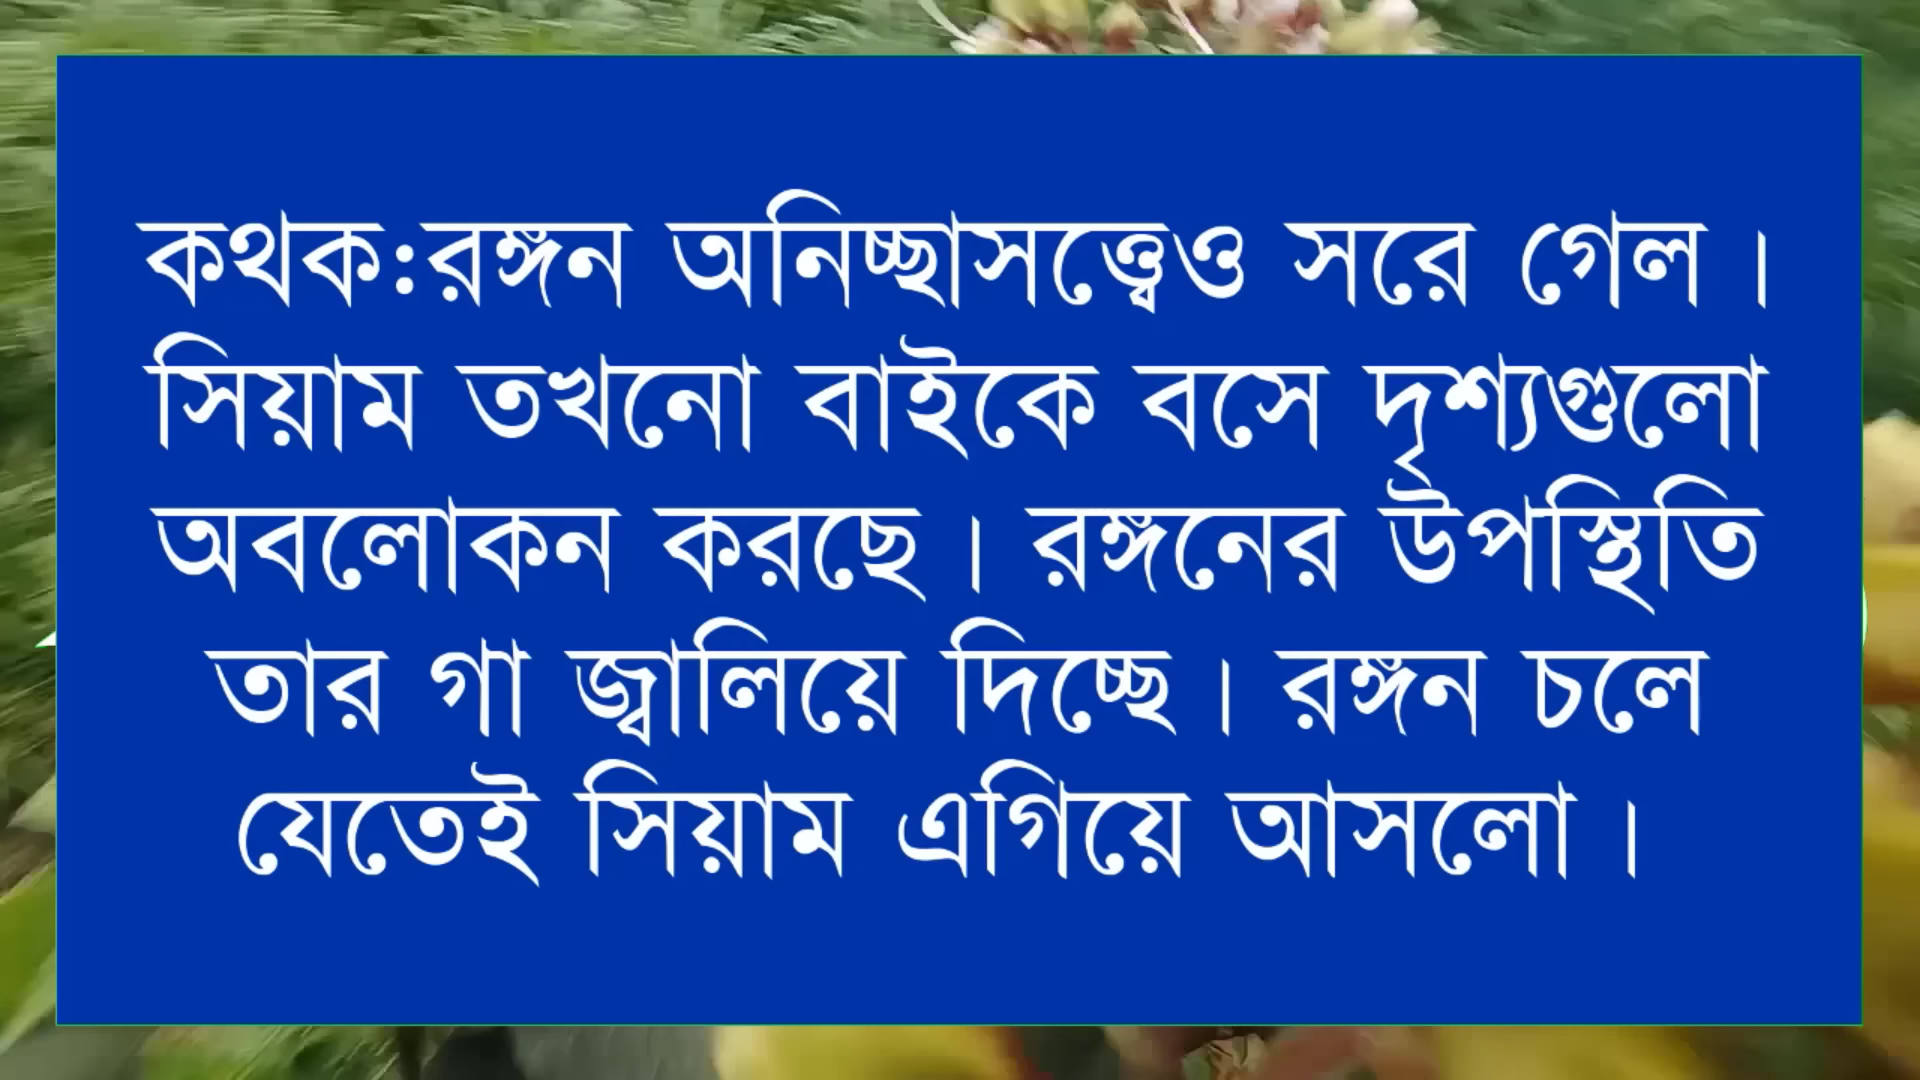 কথক:রঙ্গন অনিচ্ছাসত্ত্বেও সরে গেল।
সিয়াম তখনো বাইকে বসে দৃশ্যগুলো
অবলোকন করছে। রঙ্গনের উপস্থিতি
তার গা জ্বালিয়ে দিচ্ছে। রঙ্গন চলে
যেতেই সিয়াম এগিয়ে আসলো।